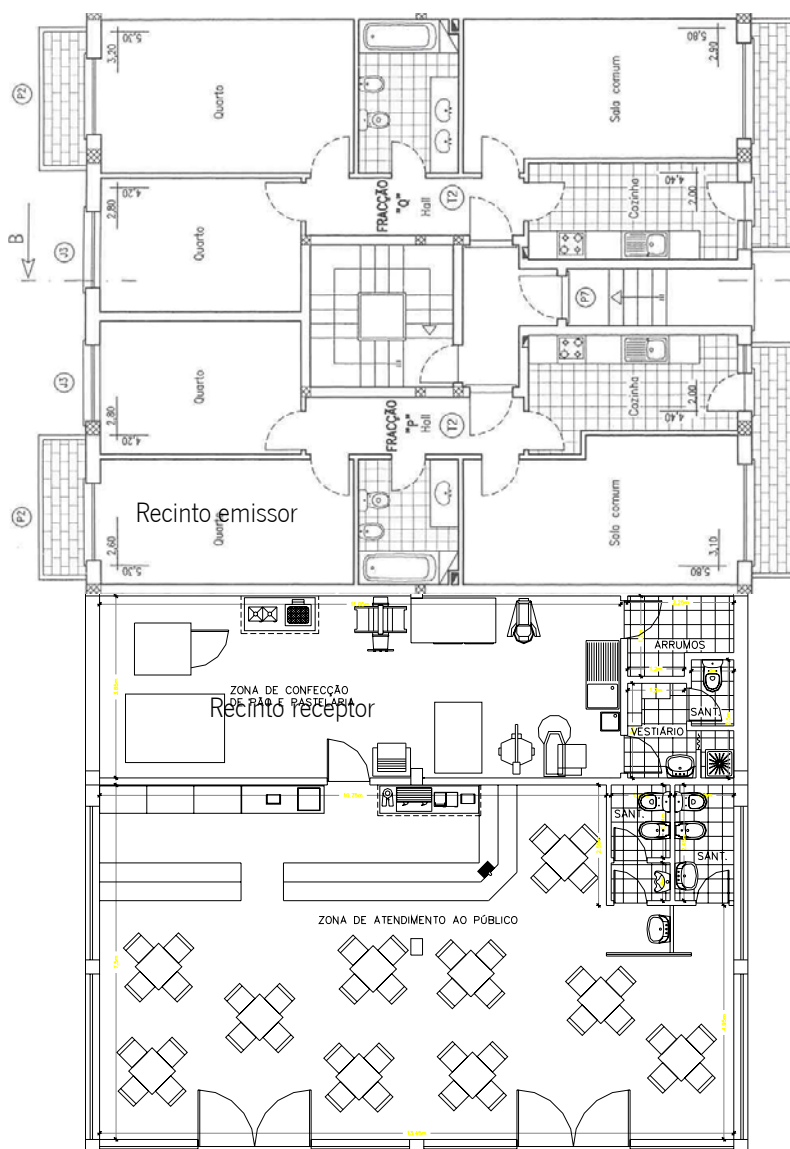 5,30
3,20
P2
Quarto
5,80
2,90
Sala comum
4,20
2,80
B
Quarto
J3
FRACÇÃO
"Q"
Hall
T2
4,40
2,00
Cozinha
P7
J3
Quarto
2,80
4,20
FRACÇÃO
"P"
Hall
T2
Cozinha
2,00
4,40
P2
Recinto emissor
Quarto
2,60
5,30
Sala comum
3,10
5,80
ARRUMOS
ZONA DE CONFECÇÃO
DE PÃO E PASTELARIA
Recinto receptor
SANT.
VESTIÁRIO
SANT.
SANT.
ZONA DE ATENDIMENTO AO PÚBLICO